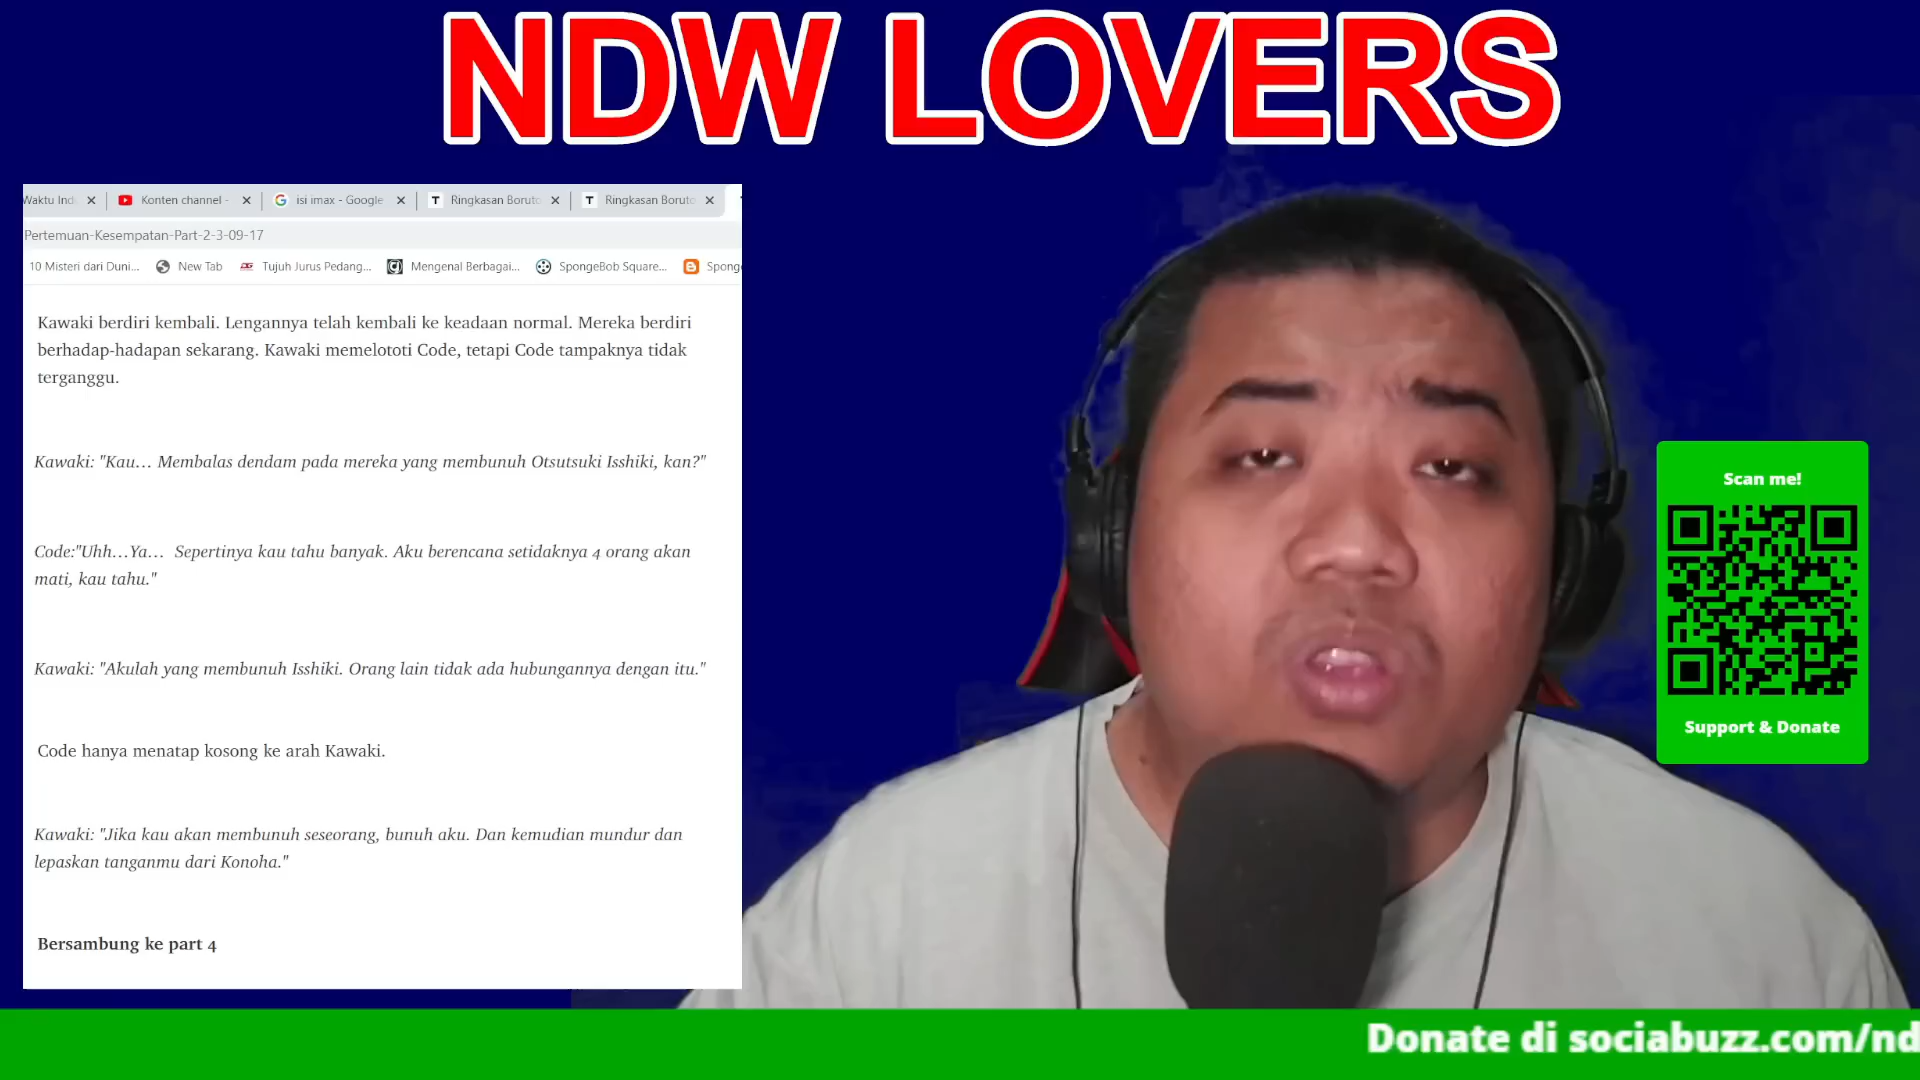 NDW LOVERS
Waktu Ind
Konten channel -
isi imax - Google
Ringkasan Boruto
Ringkasan Boruto
Pertemuan-Kesempatan-Part-2-3-09-17
10 Misteri dari Duni...
New Tab
Tujuh Jurus Pedang...
Mengenal Berbagai...
SpongeBob Square...
Spong
Kawaki berdiri kembali. Lengannya telah kembali ke keadaan normal. Mereka berdiri
berhadap-hadapan sekarang. Kawaki memelototi Code, tetapi Code tampaknya tidak
terganggu.
Kawaki: "Kau… Membalas dendam pada mereka yang membunuh Otsutsuki Isshiki, kan?"
Code:"Uhh…Ya… Sepertinya kau tahu banyak. Aku berencana setidaknya 4 orang akan
mati, kau tahu."
Kawaki: "Akulah yang membunuh Isshiki. Orang lain tidak ada hubungannya dengan itu."
Code hanya menatap kosong ke arah Kawaki.
Kawaki: "Jika kau akan membunuh seseorang, bunuh aku. Dan kemudian mundur dan
lepaskan tanganmu dari Konoha."
Bersambung ke part 4
Scan me!
Support & Donate
Donate di sociabuzz.com/nd